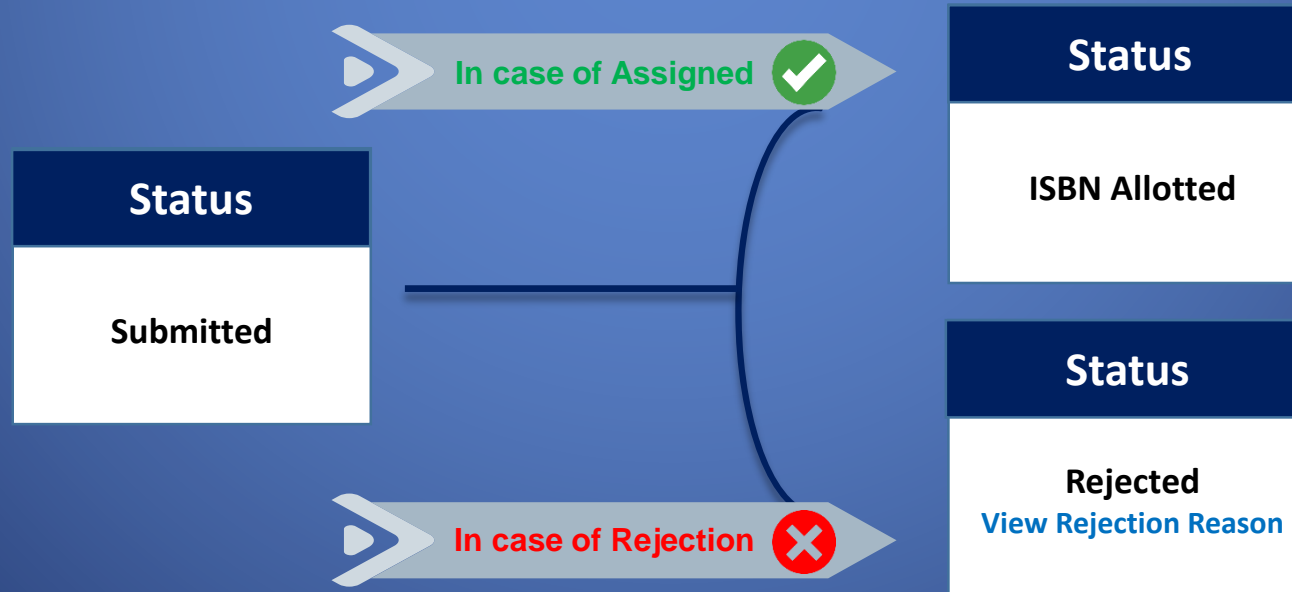 Status
Submitted
In case of Assigned
Status
ISBN Allotted
In case of Rejection
Status
Rejected
View Rejection Reason